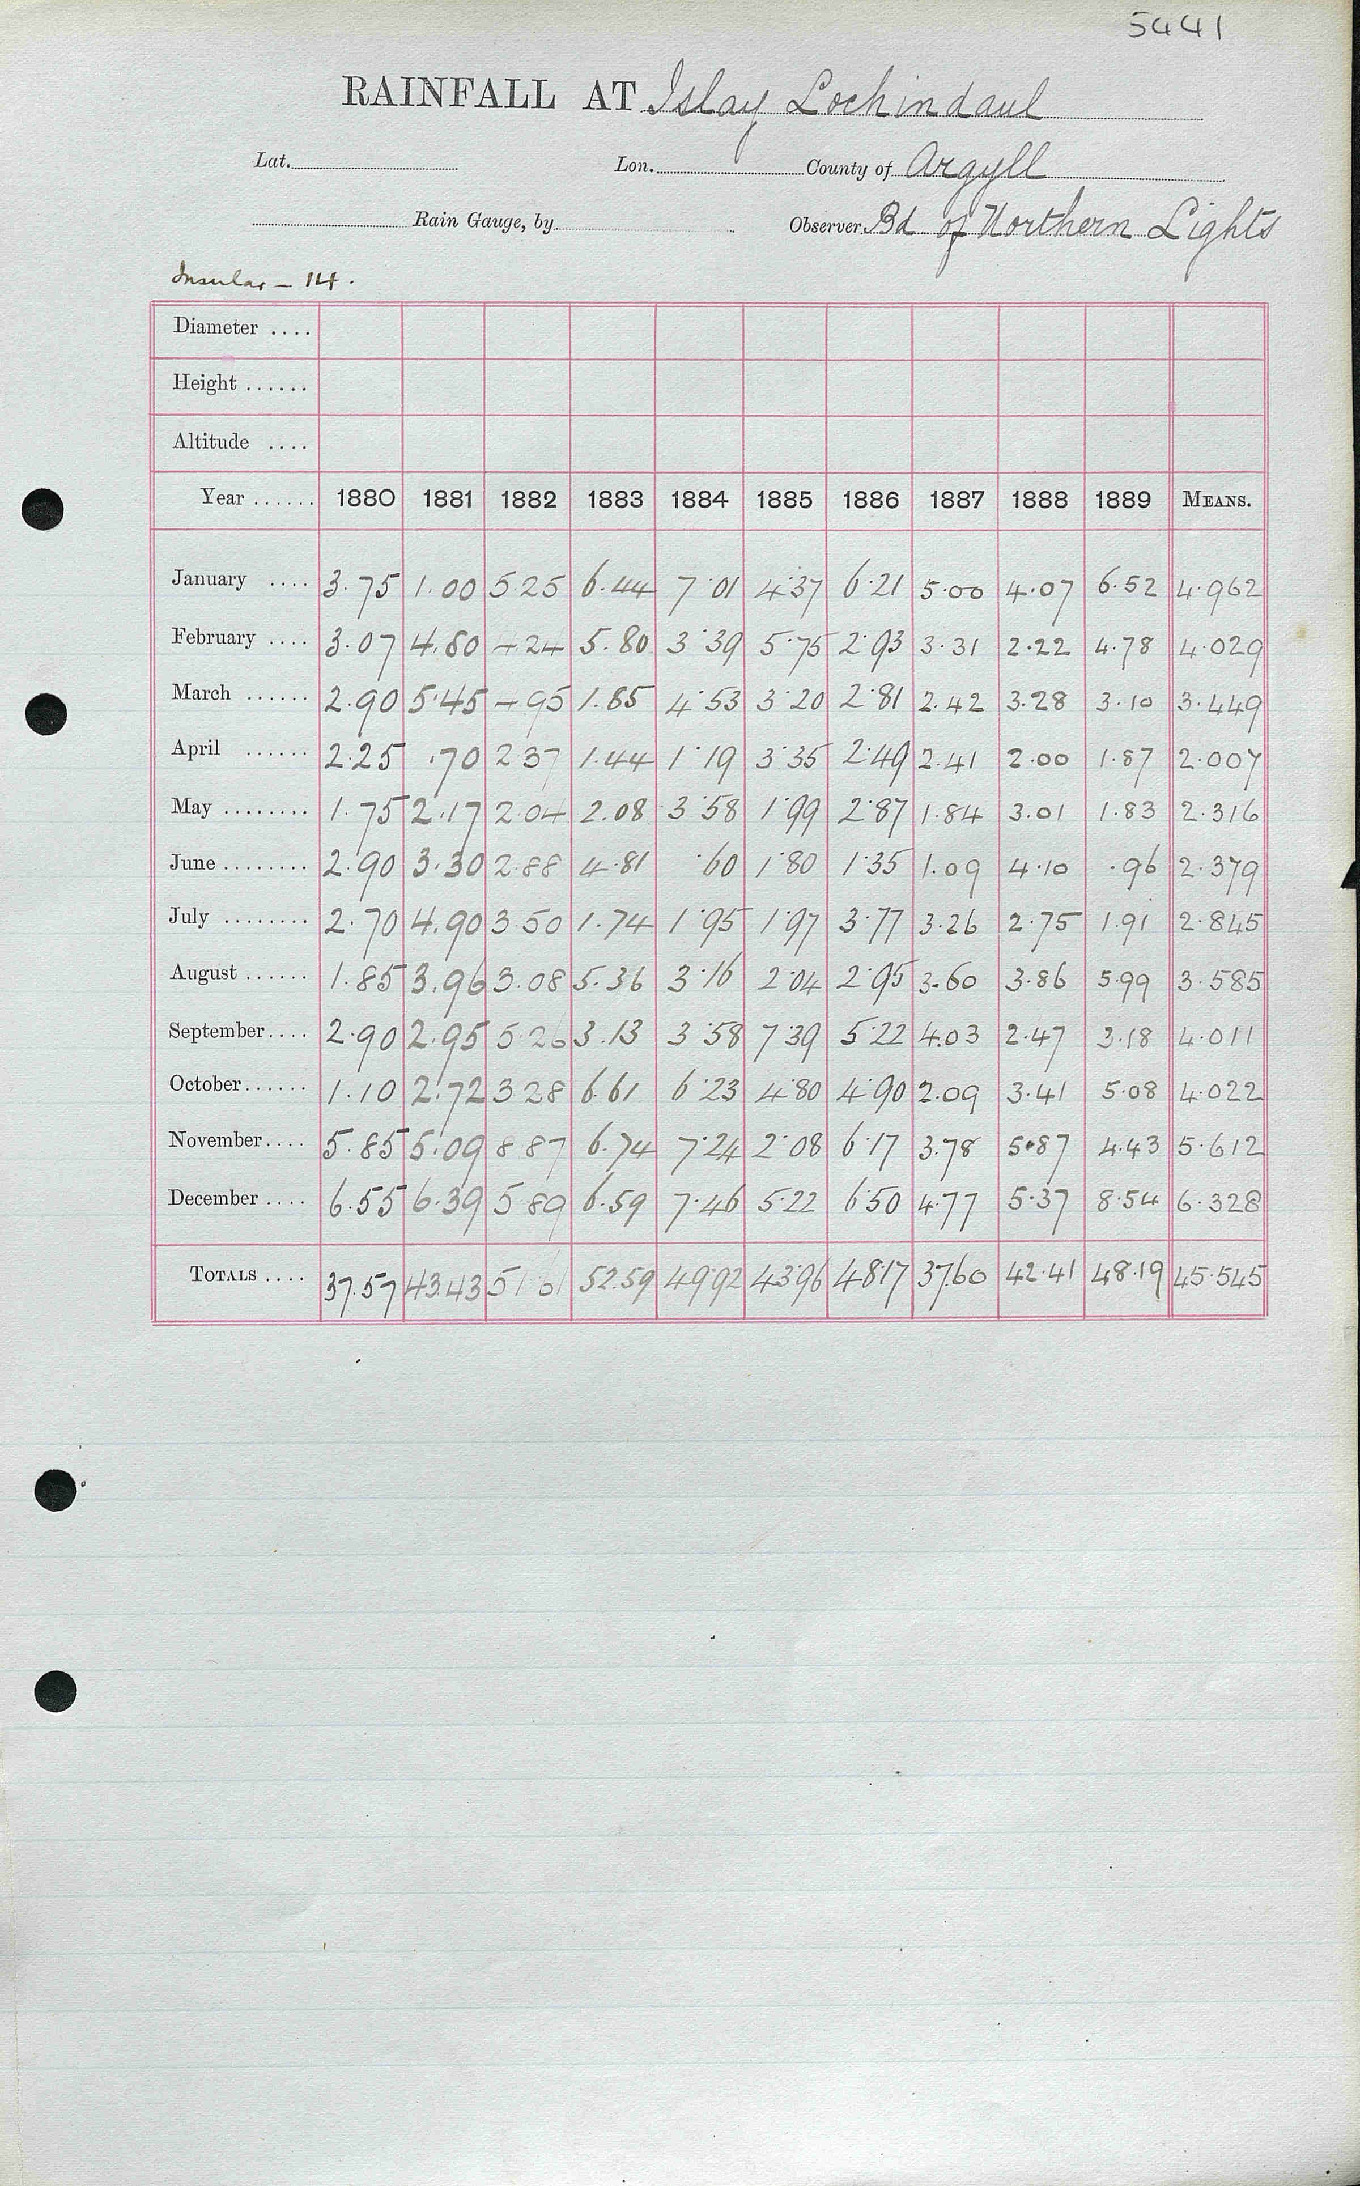 5441
RAINFALL AT Islay Lochindaul
Lat. Lon. County of Argyll
Rain Gauge, by Observer Bd of Northern Lights
Insular – 14.
Diameter ....
Height ......
Altitude ....
Year ...... 1880 1881 1882 1883 1884 1885 1886 1887 1888 1889 MEANS.
January .... 3.75 1.00 5.25 6.44 7.01 4.37 6.21 5.00 4.07 6.52 4.962
February .... 3.07 4.80 4.24 5.80 3.39 5.75 2.93 3.31 2.22 4.78 4.029
March ...... 2.90 5.45 4.95 1.85 4.53 3.20 2.81 2.42 3.28 3.10 3.449
April ...... 2.25 .70 2.37 1.44 1.19 3.35 2.49 2.41 2.00 1.87 2.007
May ........ 1.75 2.17 2.04 2.08 3.58 1.99 2.87 1.84 3.01 1.83 2.316
June ........ 2.90 3.30 2.88 4.81 .60 1.80 1.35 1.09 4.10 .96 2.379
July ........ 2.70 4.90 3.50 1.74 1.95 1.97 3.77 3.26 2.75 1.91 2.845
August ...... 1.85 3.96 3.08 5.36 3.16 2.04 2.95 3.60 3.86 5.99 3.585
September.... 2.90 2.95 5.26 3.13 3.58 7.39 5.22 4.03 2.47 3.18 4.011
October...... 1.10 2.72 3.28 6.61 6.23 4.80 4.90 2.09 3.41 5.08 4.022
November.... 5.85 5.09 8.87 6.74 7.24 2.08 6.17 3.78 5.87 4.43 5.612
December .... 6.55 6.39 5.89 6.59 7.46 5.22 6.50 4.77 5.37 8.54 6.328
TOTALS .... 37.57 43.43 51.61 52.59 49.92 43.96 48.17 37.60 42.41 48.19 45.545